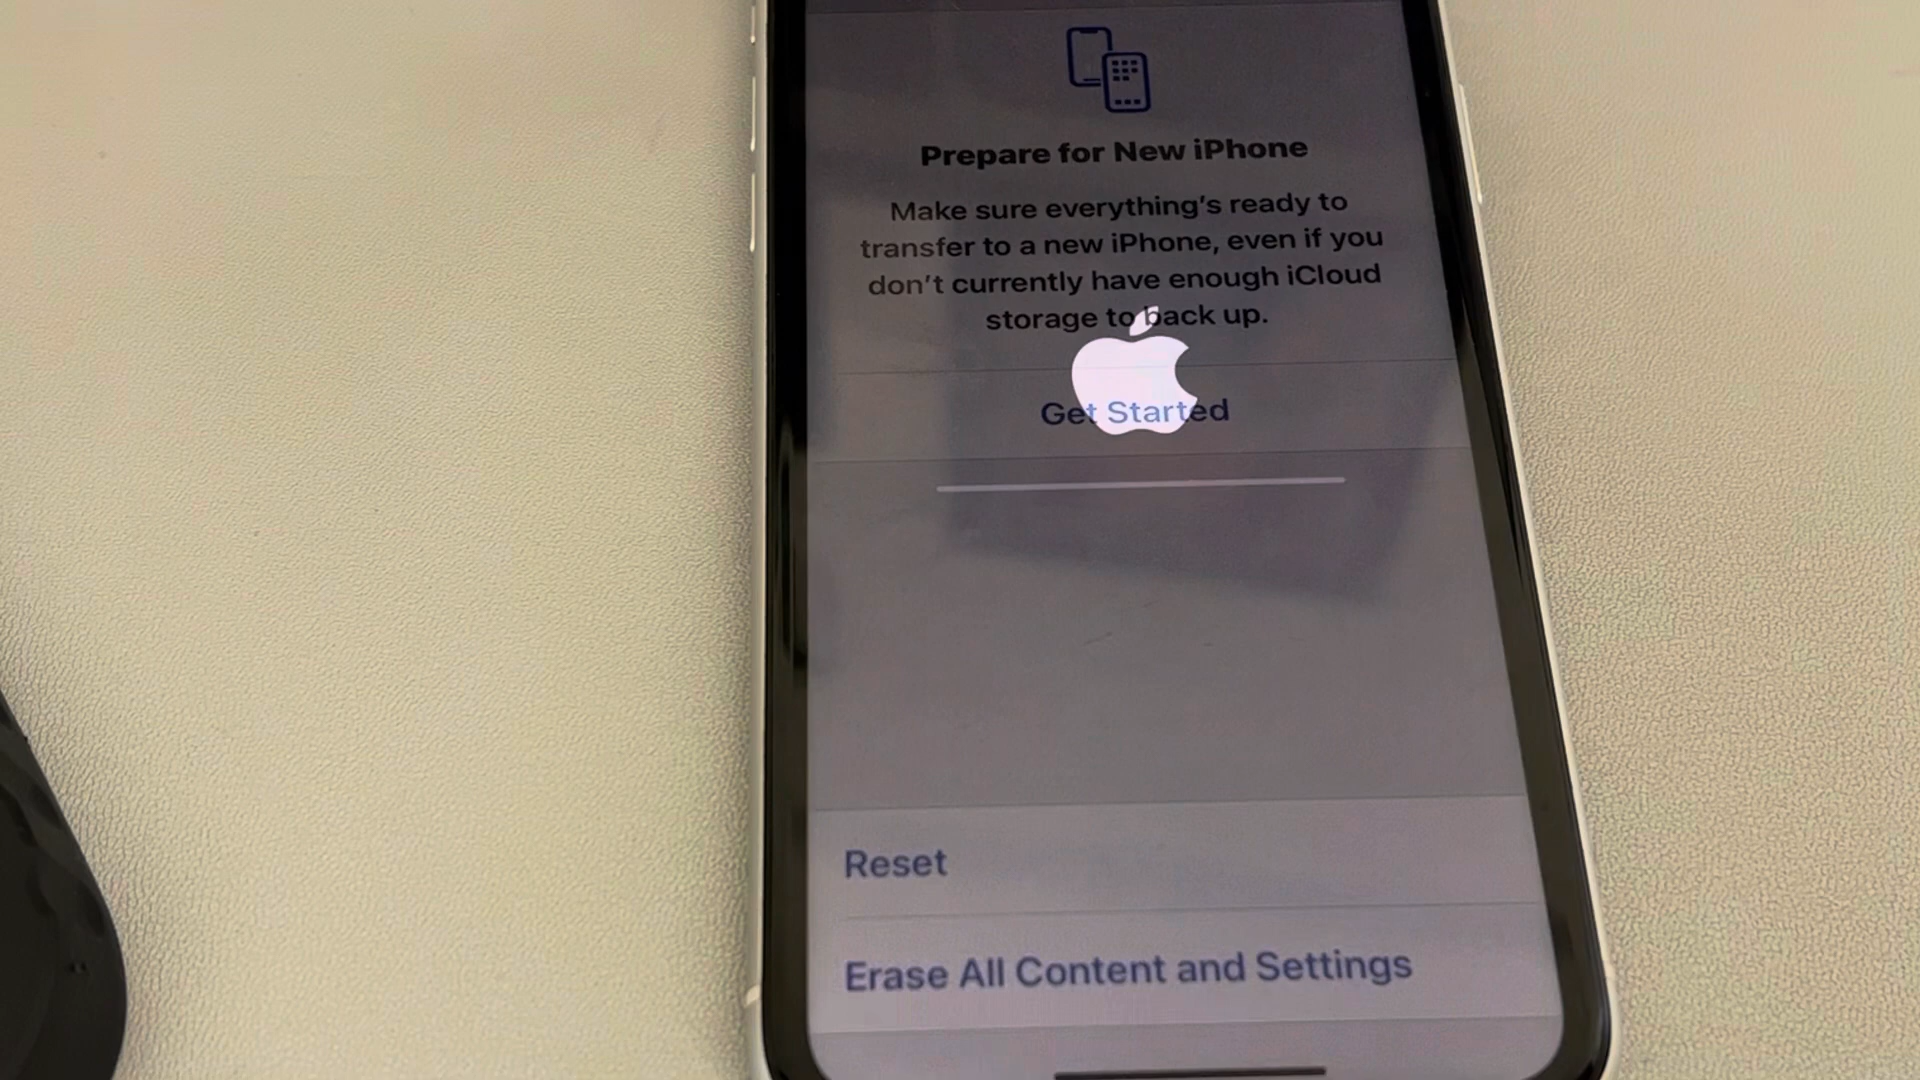 Prepare for New iPhone
Make sure everything's ready to
transfer to a new iPhone, even if you
don't currently have enough iCloud
storage to back up.
Get Started
Reset
Erase All Content and Settings